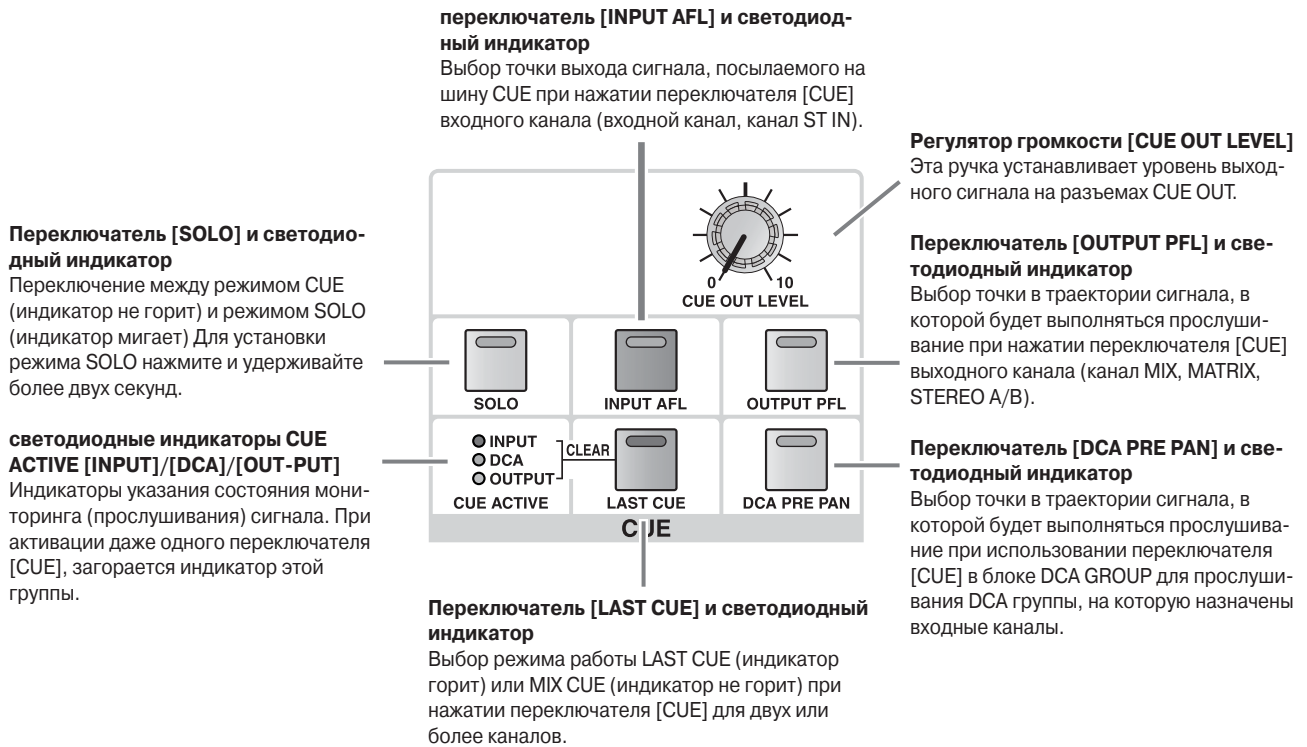 переключатель [INPUT AFL] и светодиод-
ный индикатор
Выбор точки выхода сигнала, посылаемого на
шину CUE при нажатии переключателя [CUE]
входного канала (входной канал, канал ST IN).
Регулятор громкости [CUE OUT LEVEL]
Эта ручка устанавливает уровень выход-
ного сигнала на разъемах CUE OUT.
Переключатель [SOLO] и светодио-
дный индикатор
Переключение между режимом CUE
(индикатор не горит) и режимом SOLO
(индикатор мигает) Для установки
режима SOLO нажмите и удерживайте
более двух секунд.
Переключатель [OUTPUT PFL] и све-
тодиодный индикатор
Выбор точки в траектории сигнала, в
которой будет выполняться прослуши-
вание при нажатии переключателя [CUE]
выходного канала (канал MIX, MATRIX,
STEREO A/B).
0 10
CUE OUT LEVEL
SOLO
INPUT AFL
OUTPUT PFL
INPUT
DCA
OUTPUT
CLEAR
CUE ACTIVE
LAST CUE
DCA PRE PAN
CUE
светодиодные индикаторы CUE
ACTIVE [INPUT]/[DCA]/[OUT-PUT]
Индикаторы указания состояния мони-
торинга (прослушивания) сигнала. При
активации даже одного переключателя
[CUE], загорается индикатор этой
группы.
Переключатель [DCA PRE PAN] и све-
тодиодный индикатор
Выбор точки в траектории сигнала, в
которой будет выполняться прослушива-
ние при использовании переключателя
[CUE] в блоке DCA GROUP для прослуши-
вания DCA группы, на которую назначены
входные каналы.
Переключатель [LAST CUE] и светодиодный
индикатор
Выбор режима работы LAST CUE (индикатор
горит) или MIX CUE (индикатор не горит) при
нажатии переключателя [CUE] для двух или
более каналов.